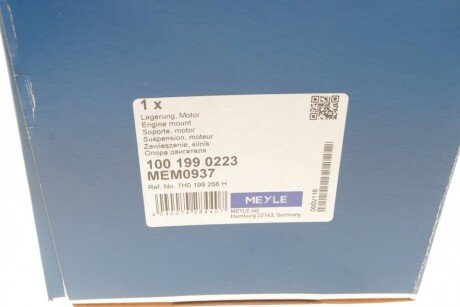 1 x
Lagerung, Motor
Engine mount
Soporte, motor
Suspension, moteur
Zawieszenie, silnik
Опора двигателя
100 199 0223
MEM0937
Ref. No. 7H0 199 256 H
MEYLE
MEYLE AG
Hamburg 22163, Germany